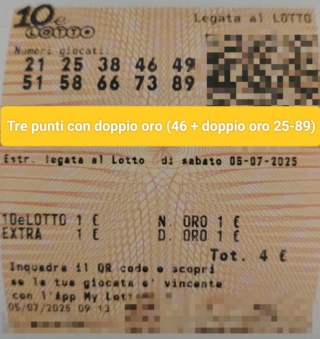 10e
LOTTO
Legata al LOTTO
Numeri giocati:
21 25 38 46 49
51 58 66 73 89
Tre punti con doppio oro (46 + doppio oro 25-89)
Estr. legata al Lotto di sabato 05-07-2025
10eLOTTO 1 € N. ORO 1 €
EXTRA 1 € D. ORO 1 €
Tot. 4 €
Inquadra il QR code e scopri
se la tua giocata e' vincente
con l'App My Lotto
05/07/2025 09 13